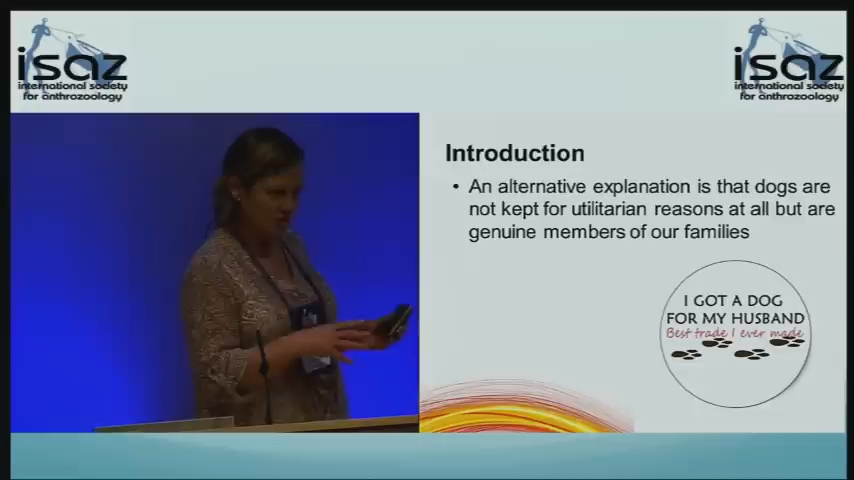 isaz
international society
for anthrozoology
isaz
international society
for anthrozoology
Introduction
• An alternative explanation is that dogs are
not kept for utilitarian reasons at all but are
genuine members of our families
I GOT A DOG
FOR MY HUSBAND
Best trade I ever made